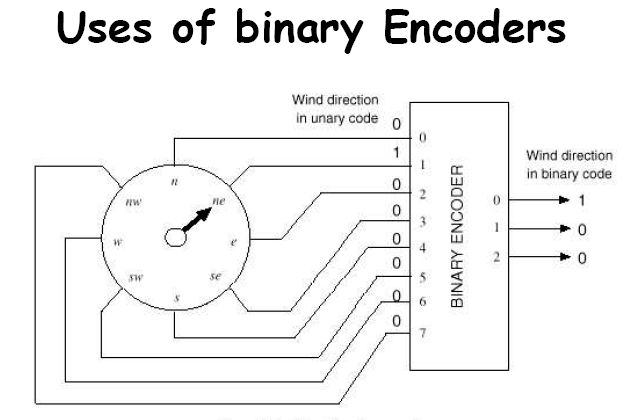 Uses of binary Encoders
Wind direction
in unary code
0
0
1
1
0
2
0
3
0
4
0
5
0
6
0
7
BINARY ENCODER
Wind direction
in binary code
0
1
1
0
2
0
n
ne
e
se
s
sw
w
nw